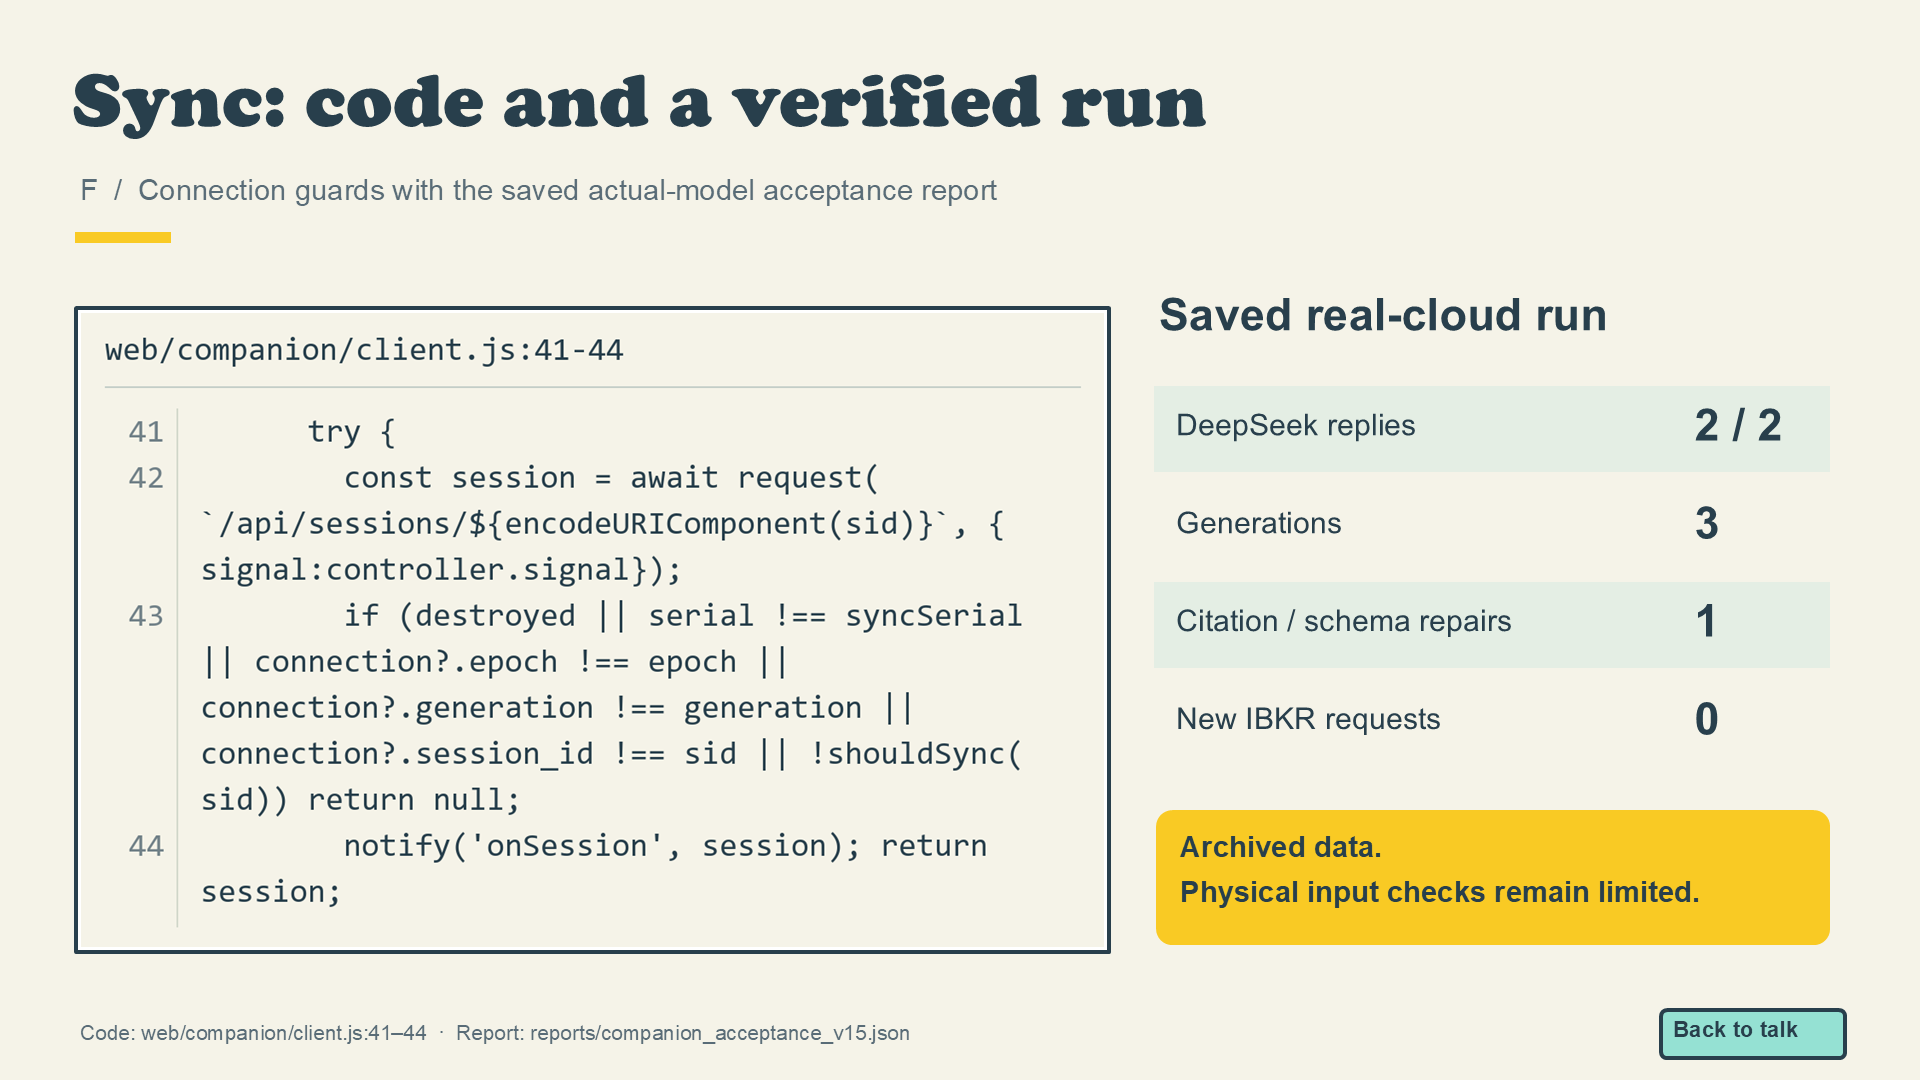 Sync: code and a verified run
F / Connection guards with the saved actual-model acceptance report
web/companion/client.js:41-44
41       try {
42         const session = await request(
`/api/sessions/${encodeURIComponent(sid)}`, {
signal:controller.signal});
43         if (destroyed || serial !== syncSerial
|| connection?.epoch !== epoch ||
connection?.generation !== generation ||
connection?.session_id !== sid || !shouldSync(
sid)) return null;
44         notify('onSession', session); return
session;
Saved real-cloud run
DeepSeek replies 2 / 2
Generations 3
Citation / schema repairs 1
New IBKR requests 0
Archived data.
Physical input checks remain limited.
Code: web/companion/client.js:41–44 · Report: reports/companion_acceptance_v15.json
Back to talk